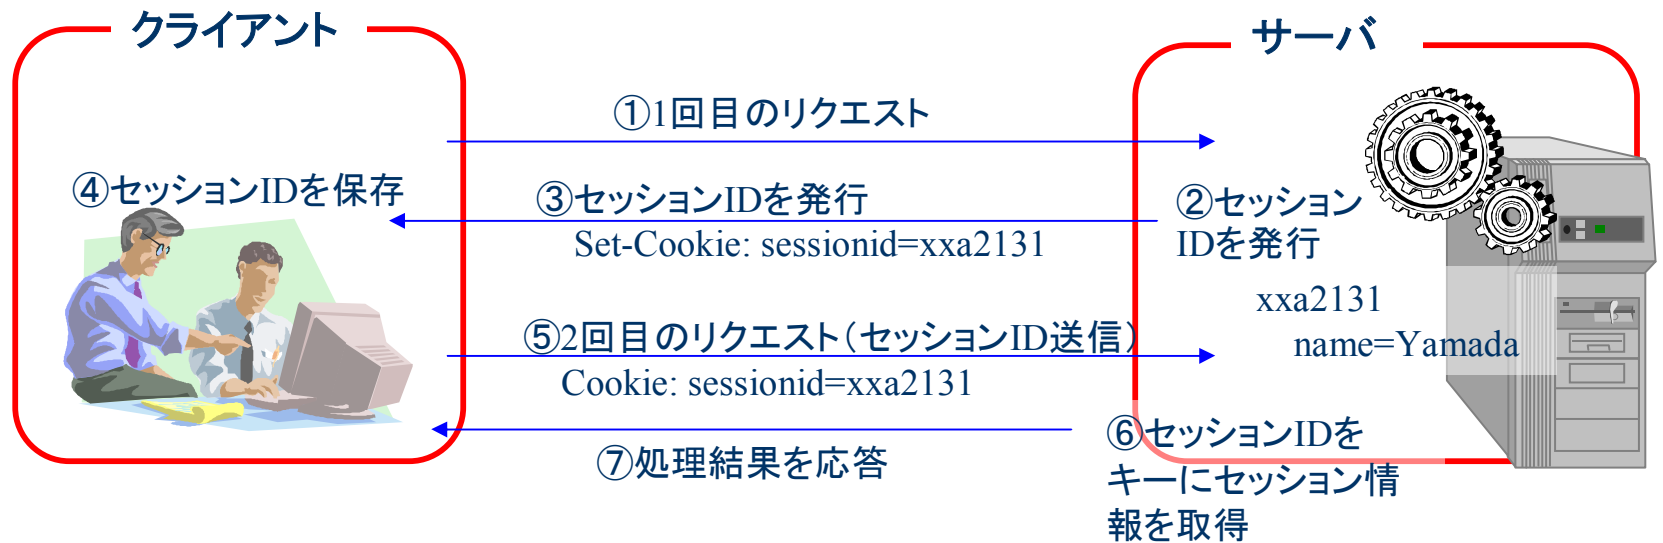 クライアント
サーバ
①1回目のリクエスト
②セッション
IDを発行
xxa2131
name=Yamada
③セッションIDを発行
Set-Cookie: sessionid=xxa2131
④セッションIDを保存
⑤2回目のリクエスト（セッションID送信）
Cookie: sessionid=xxa2131
⑥セッションIDを
キーにセッション情
報を取得
⑦処理結果を応答